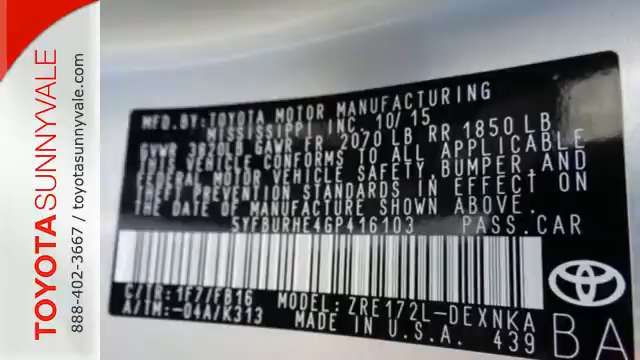 TOYOTA SUNNYVALE
888-402-3667 / toyotasunnyvale.com
MFD.BY:TOYOTA MOTOR MANUFACTURING
MISSISSIPPI, INC. 10/15
GVWR 3820LB GAWR FR 2070 LB RR 1850 LB
THIS VEHICLE CONFORMS TO ALL APPLICABLE
FEDERAL MOTOR VEHICLE SAFETY,BUMPER,AND
THEFT PREVENTION STANDARDS IN EFFECT ON
THE DATE OF MANUFACTURE SHOWN ABOVE.
5YFBURHE4GP416103 PASS.CAR
C/TR:1F7/FB16 MODEL:ZRE172L-DEXNKA
A/TM:-04A/K313 MADE IN U.S.A. 439
BA